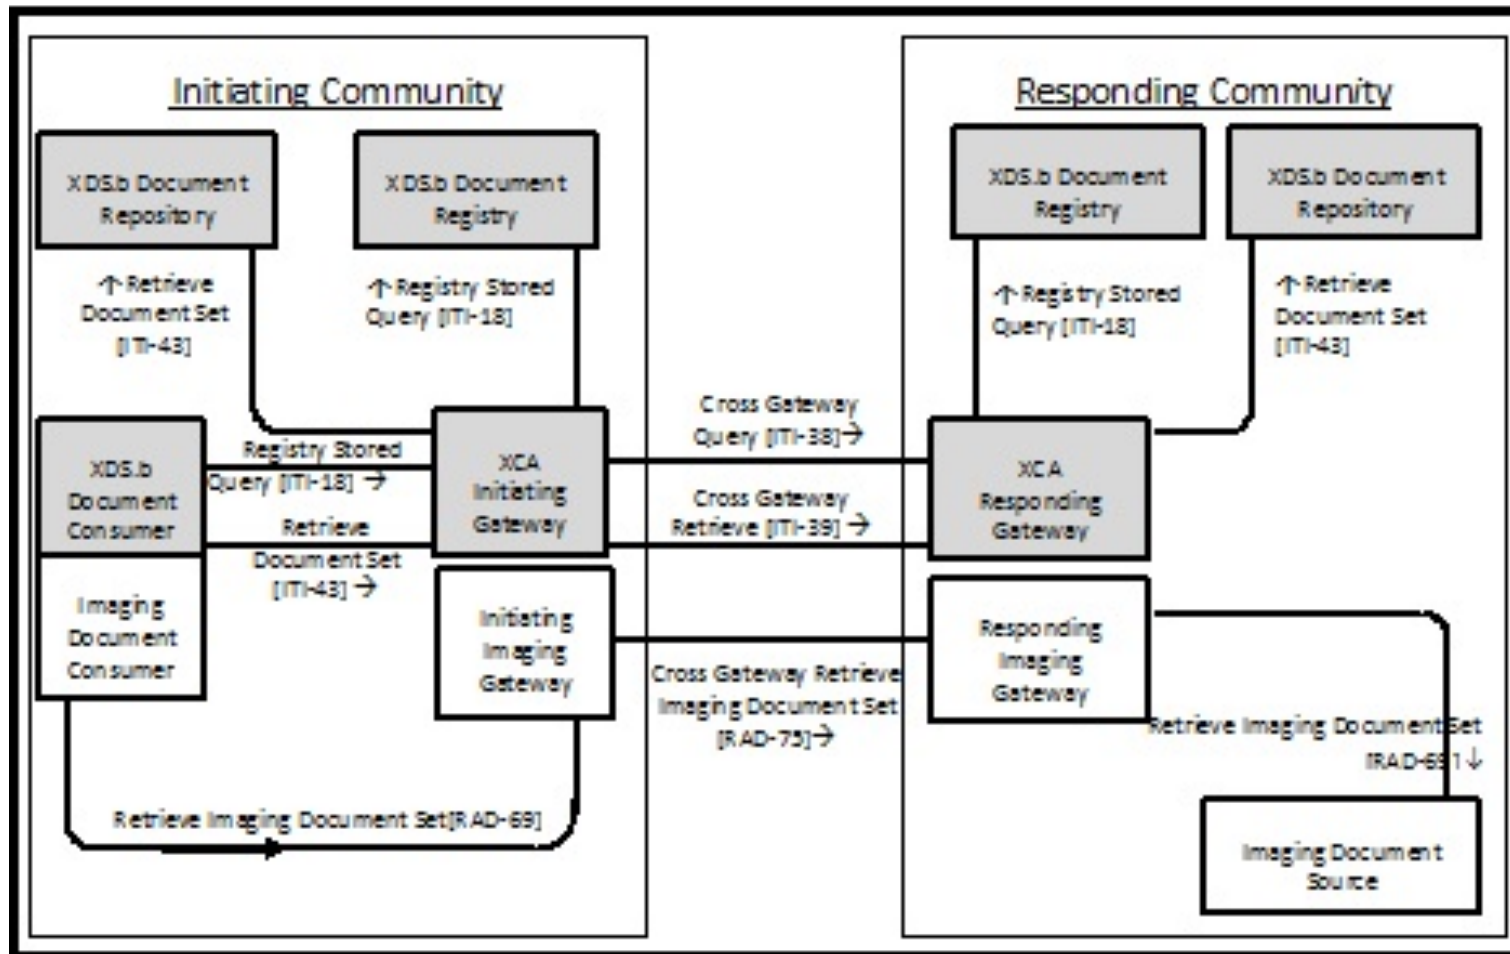 Initiating Community
XDS.b Document
Repository
XDS.b Document
Registry
↑ Retrieve
Document Set
[ITI-43]
↑ Registry Stored
Query [ITI-18]
XDS.b
Document
Consumer
Registry Stored
Query [ITI-18] →
Retrieve
Document Set
[ITI-43] →
XCA
Initiating
Gateway
Imaging
Document
Consumer
Initiating
Imaging
Gateway
Retrieve Imaging Document Set[RAD-69]
Cross Gateway
Query [ITI-38]→
Cross Gateway
Retrieve [ITI-39] →
Cross Gateway Retrieve
Imaging Document Set
[RAD-75]→
Responding Community
XDS.b Document
Registry
XDS.b Document
Repository
↑ Registry Stored
Query [ITI-18]
↑ Retrieve
Document Set
[ITI-43]
XCA
Responding
Gateway
Responding
Imaging
Gateway
Retrieve Imaging Document Set
[RAD-69] ↓
Imaging Document
Source